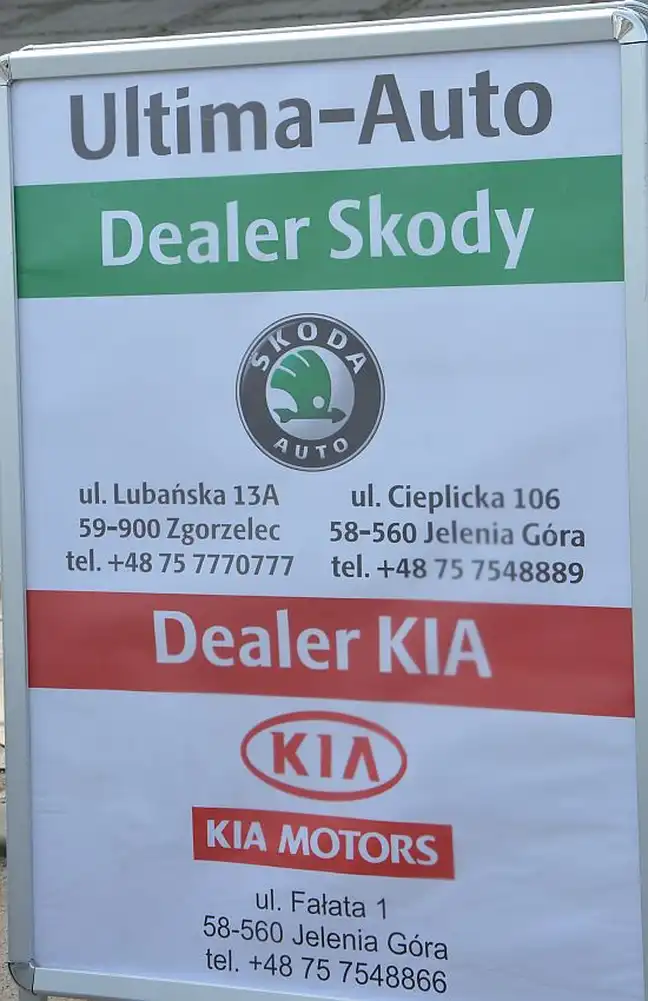 Ultima-Auto
Dealer Skody
ŠKODA
AUTO
ul. Lubańska 13A
59-900 Zgorzelec
tel. +48 75 7770777
ul. Cieplicka 106
58-560 Jelenia Góra
tel. +48 75 7548889
Dealer KIA
KIA
KIA MOTORS
ul. Fałata 1
58-560 Jelenia Góra
tel. +48 75 7548866